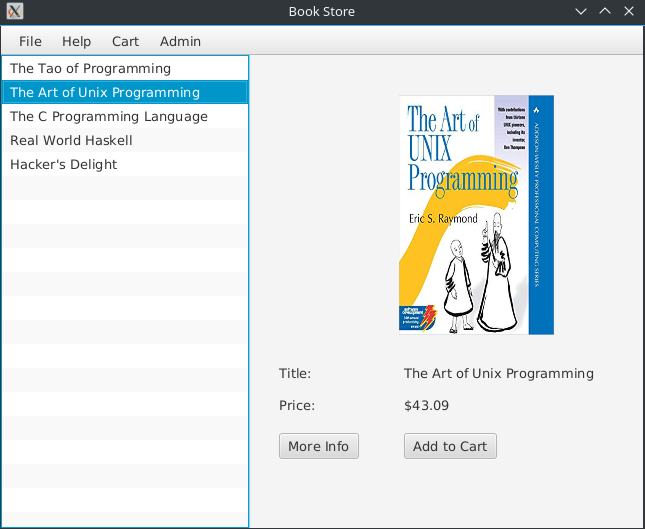 Book Store
File Help Cart Admin
The Tao of Programming
The Art of Unix Programming
The C Programming Language
Real World Haskell
Hacker's Delight
The Art of
UNIX
Programming
With contributions
from thirteen
UNIX pioneers,
including its
inventor,
Ken Thompson
ADDISON-WESLEY PROFESSIONAL COMPUTING SERIES
Eric S. Raymond
Title: The Art of Unix Programming
Price: $43.09
More Info Add to Cart